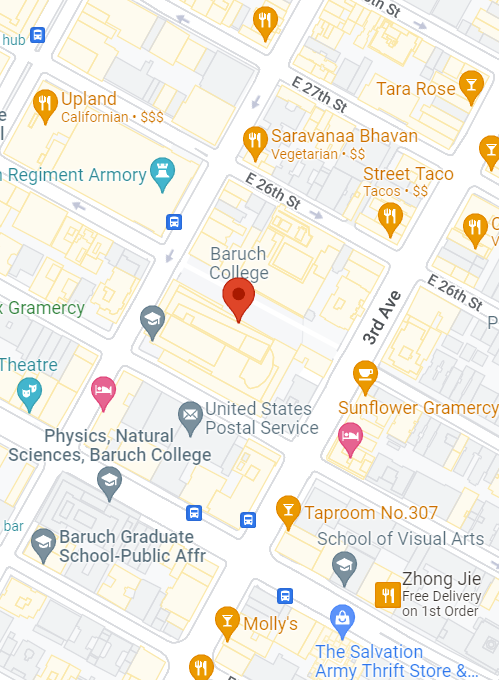 5th St
hub
E 27th St
Tara Rose
Upland
Californian • $$$
Saravanaa Bhavan
Vegetarian • $$
Street Taco
Tacos • $$
Regiment Armory
E 26th St
Baruch
College
E 26th St
3rd Ave
Gramercy
Theatre
Sunflower Gramercy
United States
Postal Service
Physics, Natural
Sciences, Baruch College
Taproom No.307
bar
Baruch Graduate
School-Public Affr
School of Visual Arts
Zhong Jie
Free Delivery
on 1st Order
Molly's
The Salvation
Army Thrift Store &...